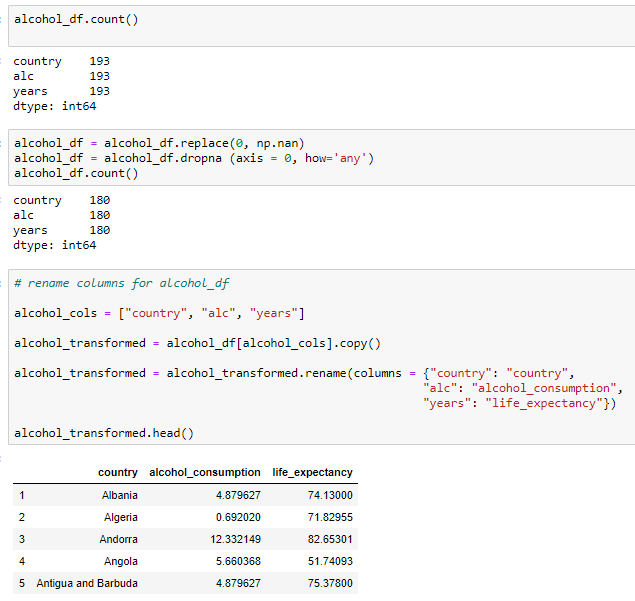 alcohol_df.count()
country    193
alc        193
years      193
dtype: int64
alcohol_df = alcohol_df.replace(0, np.nan)
alcohol_df = alcohol_df.dropna (axis = 0, how='any')
alcohol_df.count()
country    180
alc        180
years      180
dtype: int64
# rename columns for alcohol_df
alcohol_cols = ["country", "alc", "years"]
alcohol_transformed = alcohol_df[alcohol_cols].copy()
alcohol_transformed = alcohol_transformed.rename(columns = {"country": "country",
"alc": "alcohol_consumption",
"years": "life_expectancy"})
alcohol_transformed.head()
country alcohol_consumption life_expectancy
1 Albania 4.879627 74.13000
2 Algeria 0.692020 71.82955
3 Andorra 12.332149 82.65301
4 Angola 5.660368 51.74093
5 Antigua and Barbuda 4.879627 75.37800